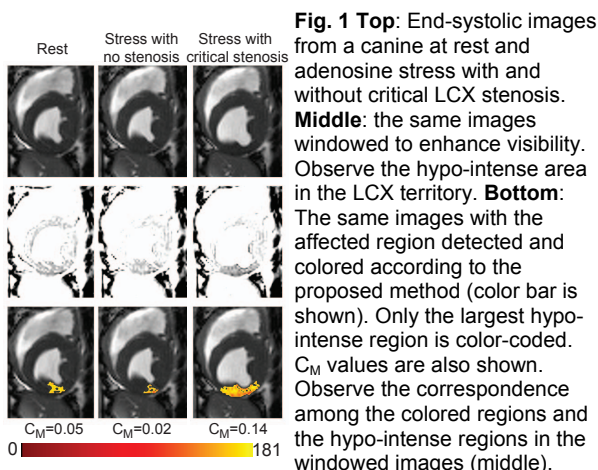 Rest
Stress with
no stenosis
Stress with
critical stenosis
C_M=0.05
C_M=0.02
C_M=0.14
0
181
Fig. 1 Top: End-systolic images
from a canine at rest and
adenosine stress with and
without critical LCX stenosis.
Middle: the same images
windowed to enhance visibility.
Observe the hypo-intense area
in the LCX territory. Bottom:
The same images with the
affected region detected and
colored according to the
proposed method (color bar is
shown). Only the largest hypo-
intense region is color-coded.
C_M values are also shown.
Observe the correspondence
among the colored regions and
the hypo-intense regions in the
windowed images (middle).